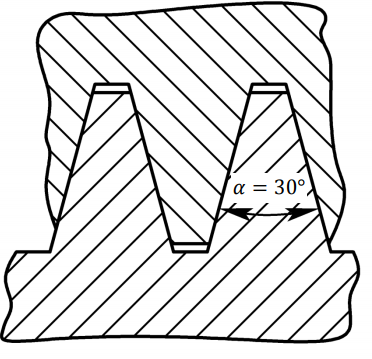 α = 30°